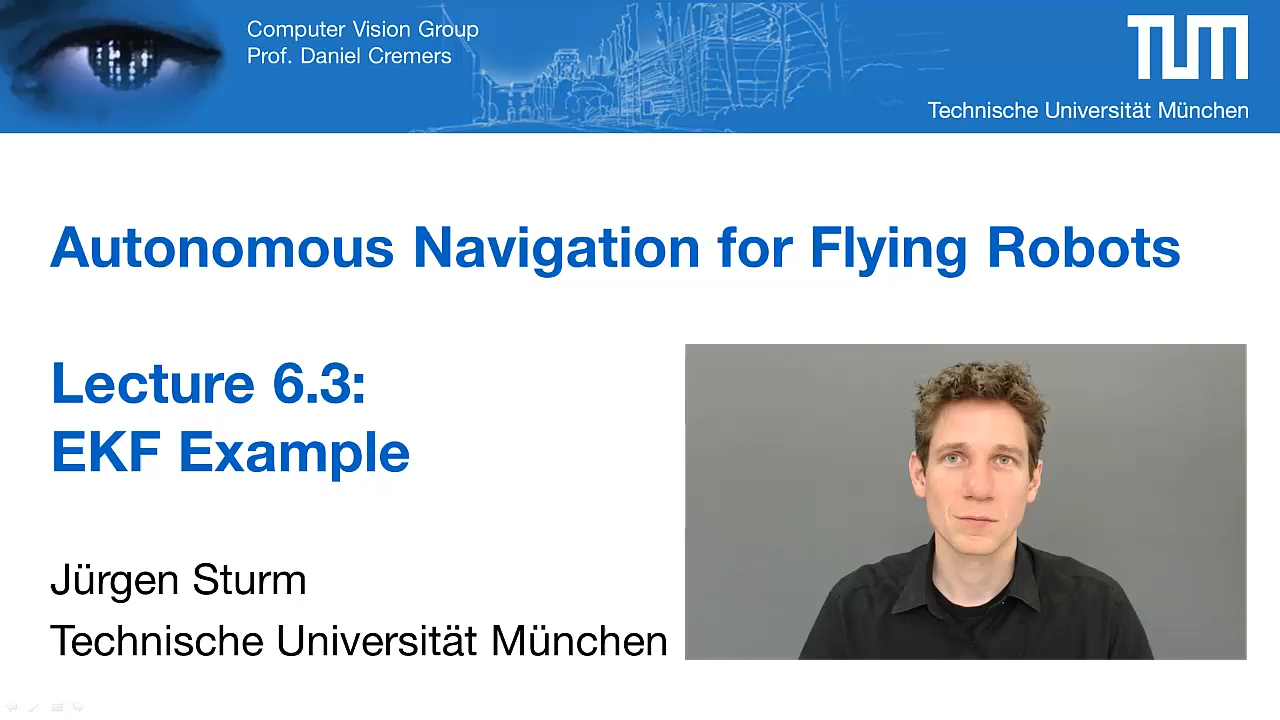 Computer Vision Group
Prof. Daniel Cremers
TUM
Technische Universität München
Autonomous Navigation for Flying Robots
Lecture 6.3:
EKF Example
Jürgen Sturm
Technische Universität München